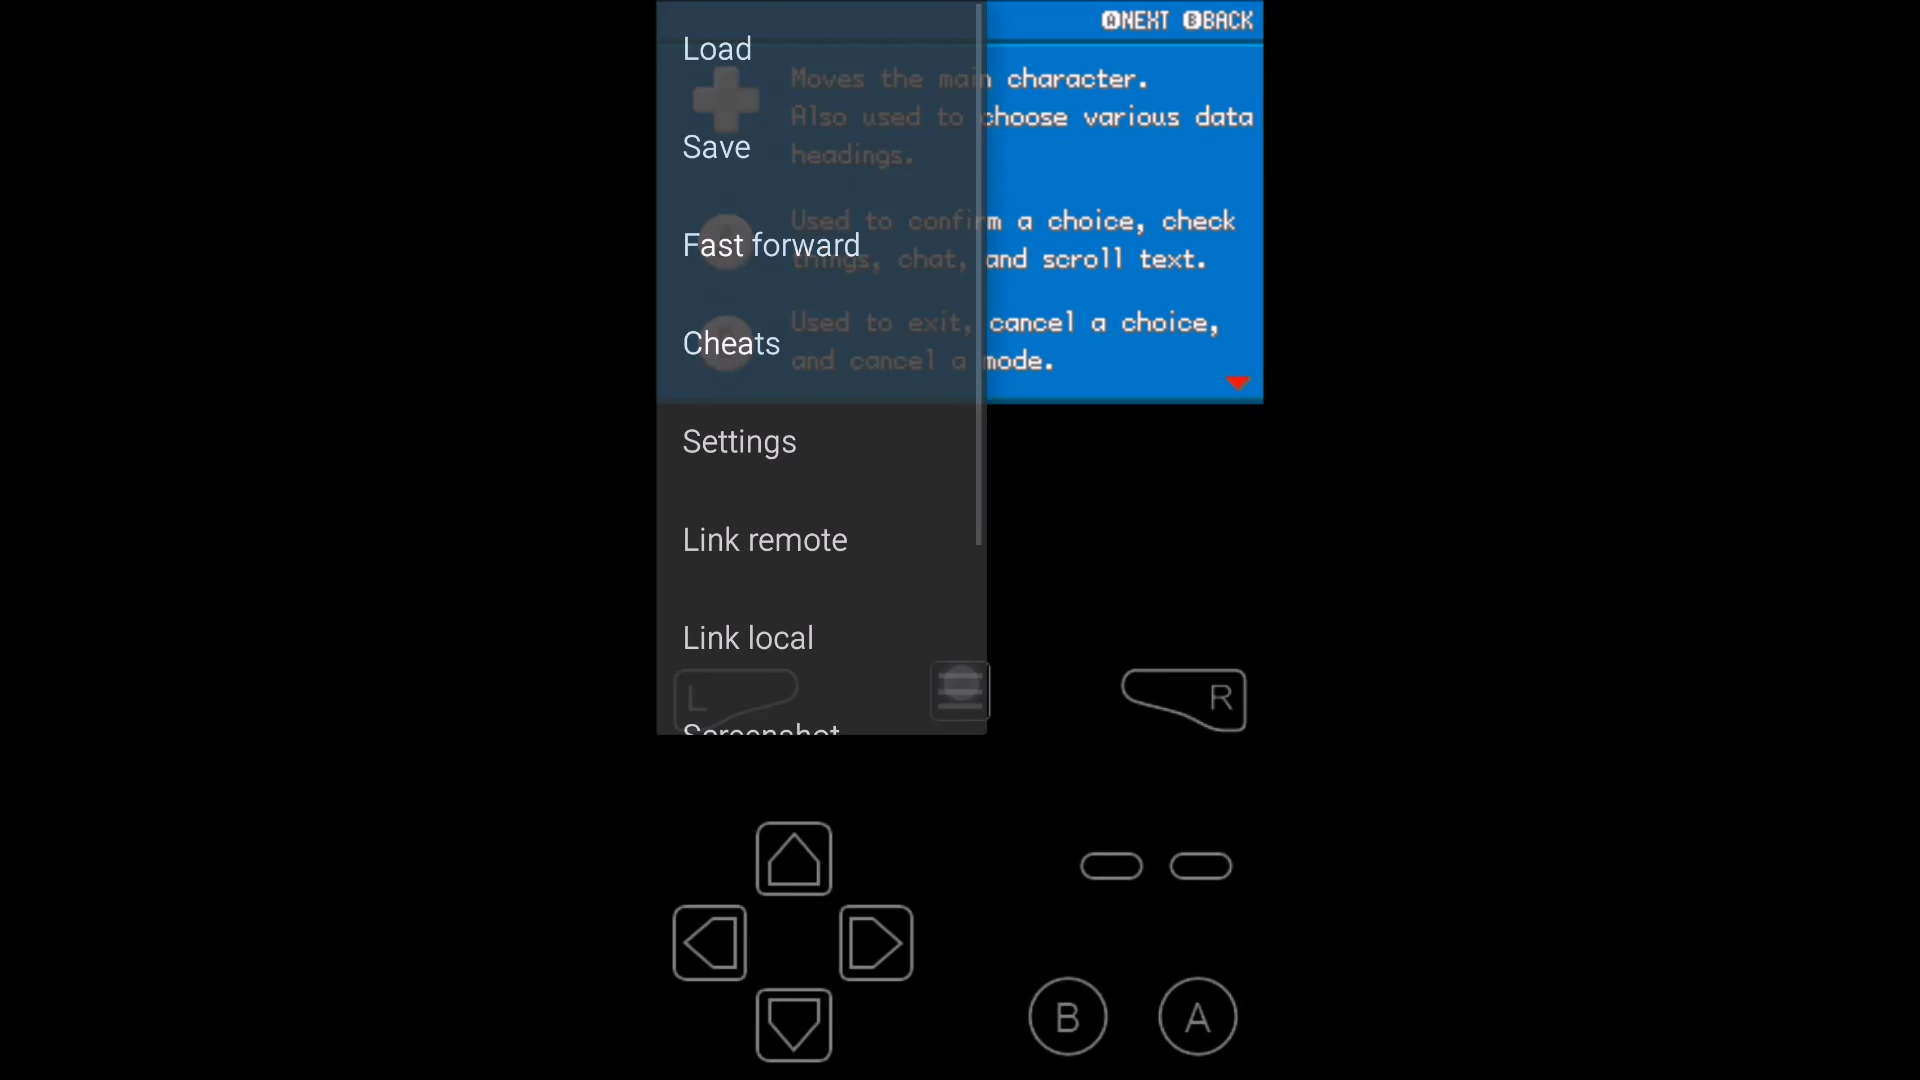 ⒶNEXT ⒷBACK
Load
Moves the main character.
Also used to choose various data
headings.
Save
Used to confirm a choice, check
things, chat, and scroll text.
Fast forward
Used to exit, cancel a choice,
and cancel a mode.
Cheats
Settings
Link remote
Link local
Screenshot
L
R
B
A